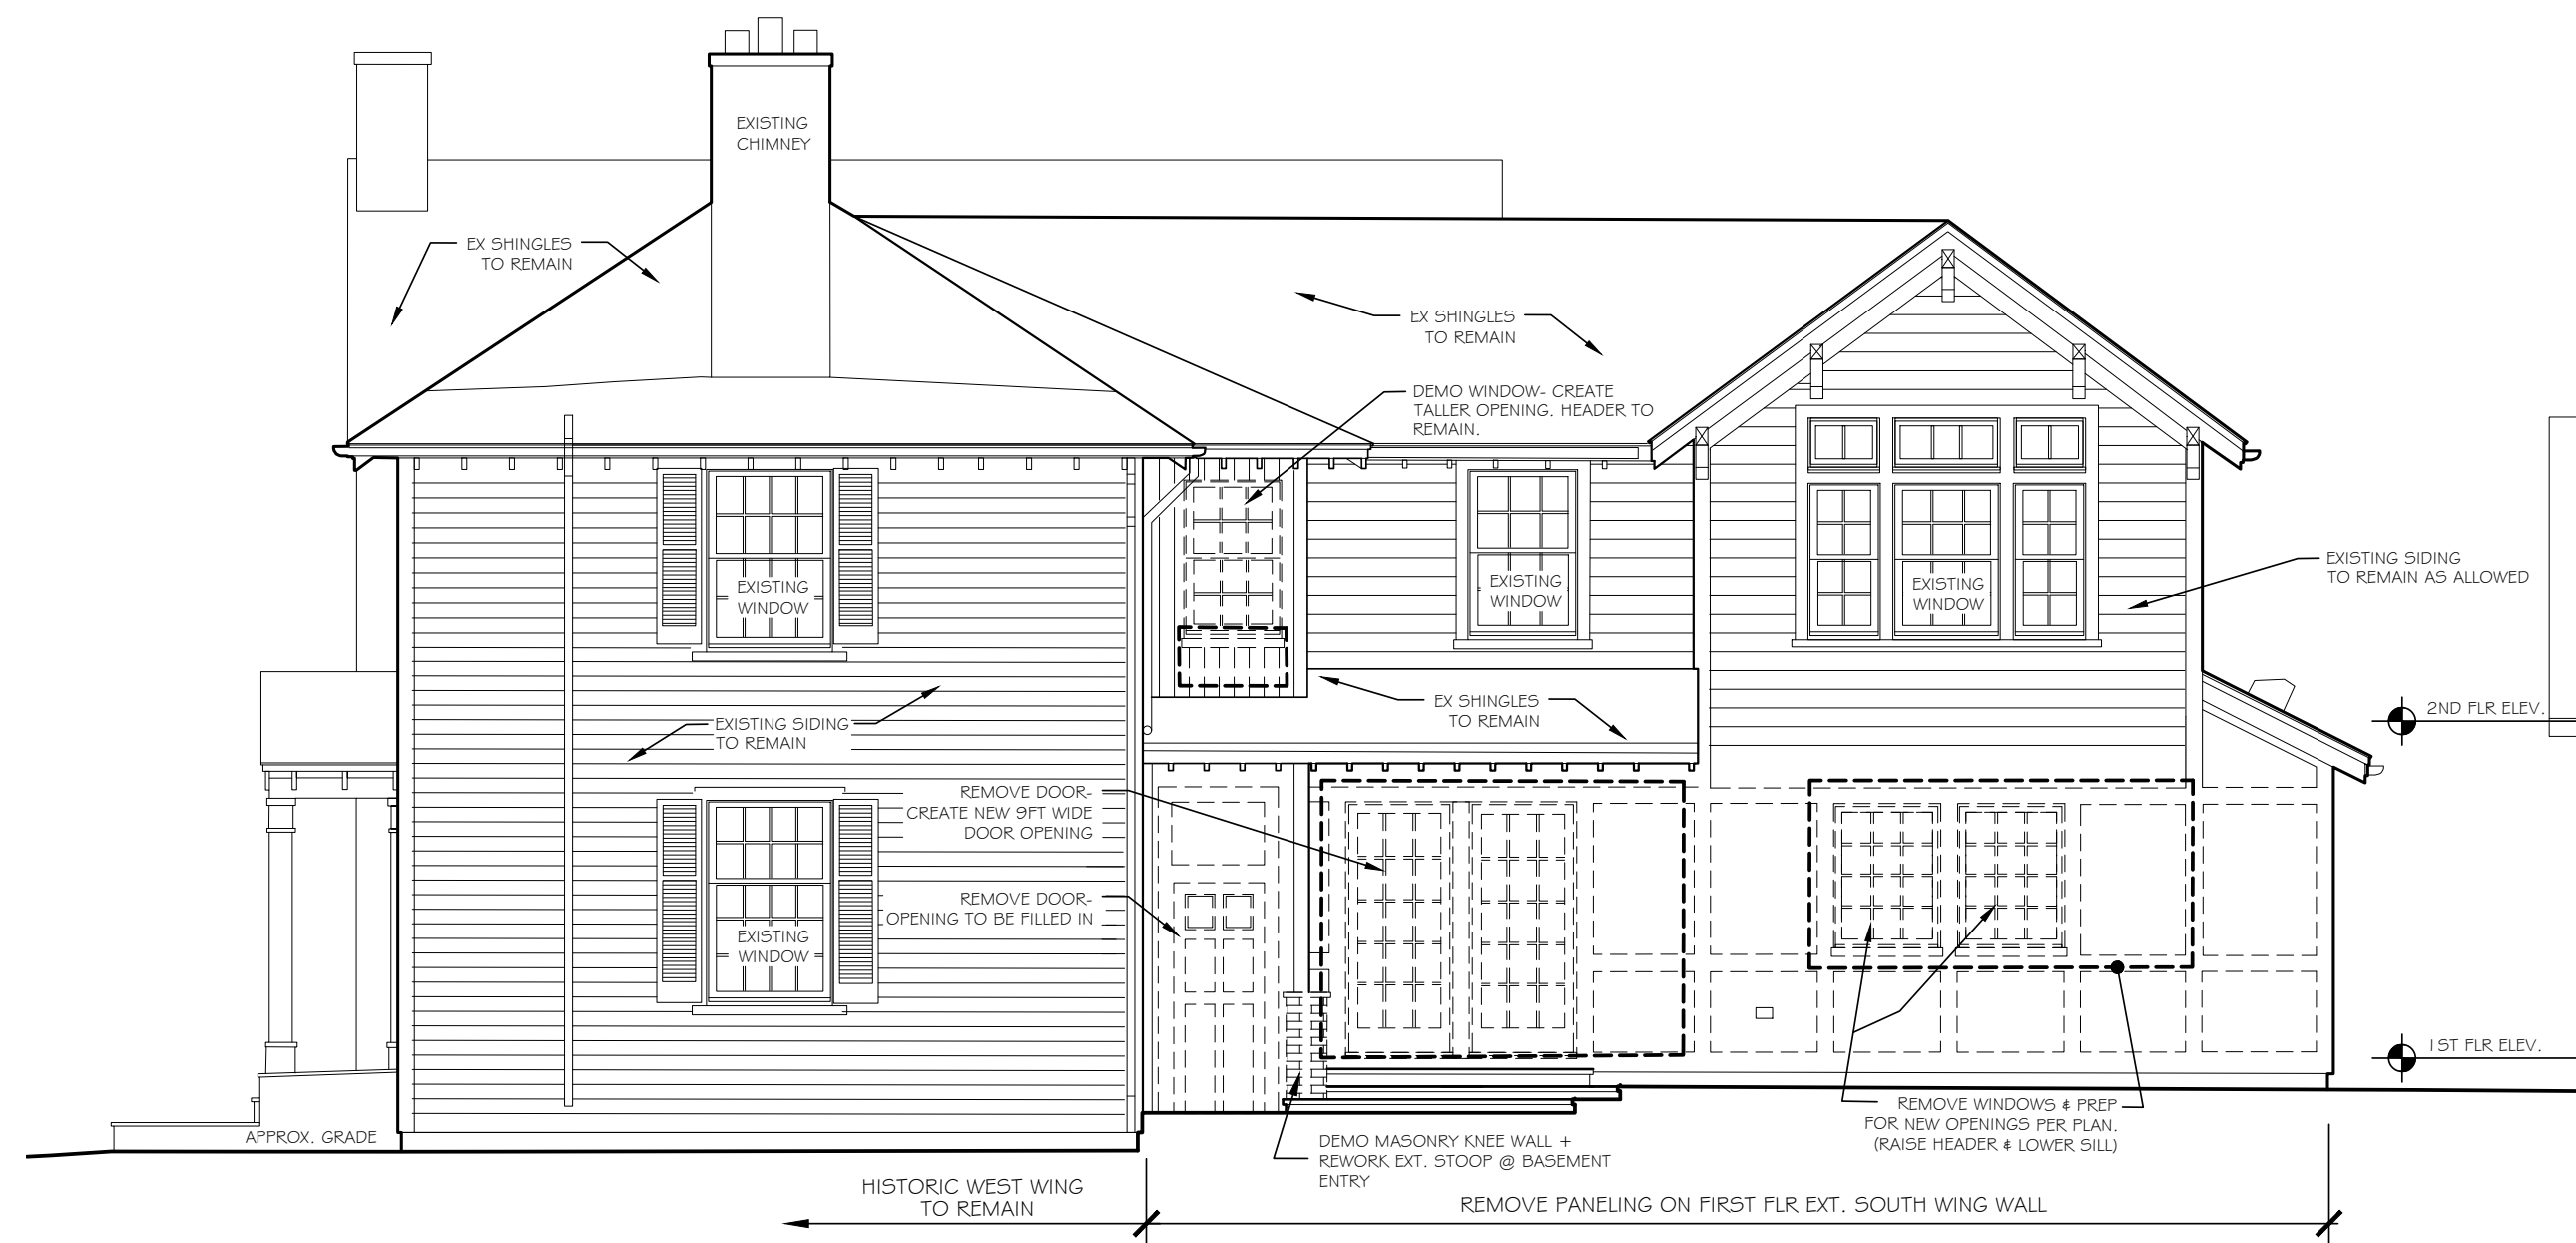 EXISTING
CHIMNEY
EX SHINGLES
TO REMAIN
EX SHINGLES
TO REMAIN
DEMO WINDOW- CREATE
TALLER OPENING. HEADER TO
REMAIN.
EXISTING
WINDOW
EXISTING
WINDOW
EXISTING
WINDOW
EXISTING SIDING
TO REMAIN AS ALLOWED
EX SHINGLES
TO REMAIN
EXISTING SIDING
TO REMAIN
2ND FLR ELEV.
REMOVE DOOR-
CREATE NEW 9FT WIDE
DOOR OPENING
REMOVE DOOR-
OPENING TO BE FILLED IN
EXISTING
WINDOW
1ST FLR ELEV.
REMOVE WINDOWS & PREP
FOR NEW OPENINGS PER PLAN.
(RAISE HEADER & LOWER SILL)
APPROX. GRADE
DEMO MASONRY KNEE WALL +
REWORK EXT. STOOP @ BASEMENT
ENTRY
HISTORIC WEST WING
TO REMAIN
REMOVE PANELING ON FIRST FLR EXT. SOUTH WING WALL